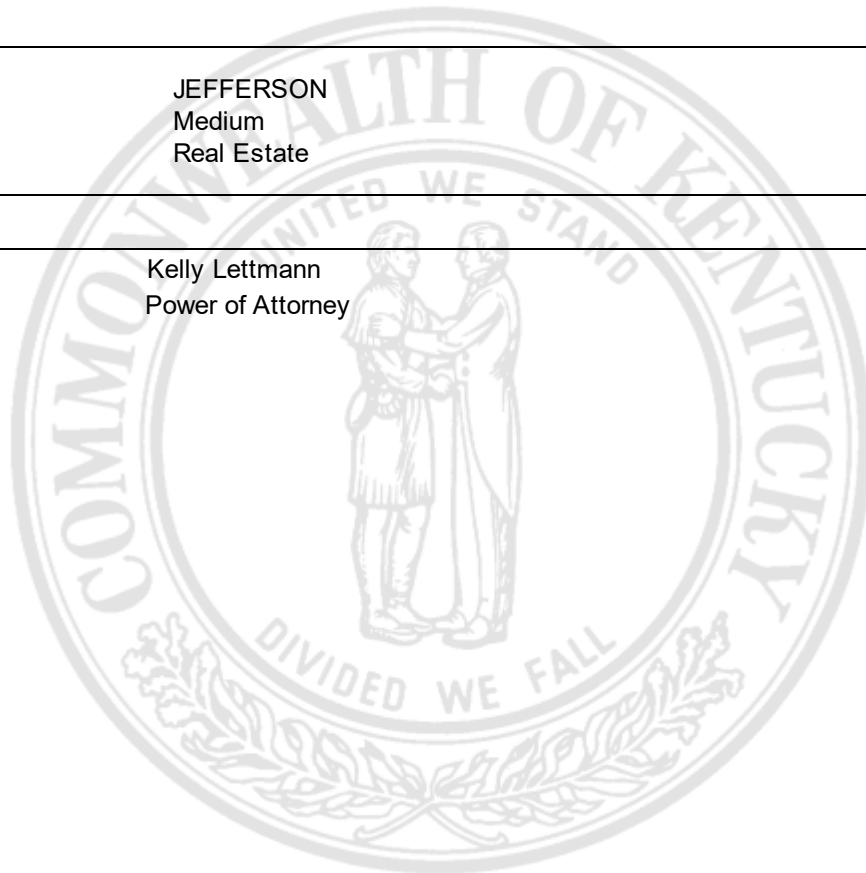 JEFFERSON
Medium
Real Estate
Kelly Lettmann
Power of Attorney
COMMONWEALTH OF KENTUCKY
UNITED WE STAND
DIVIDED WE FALL